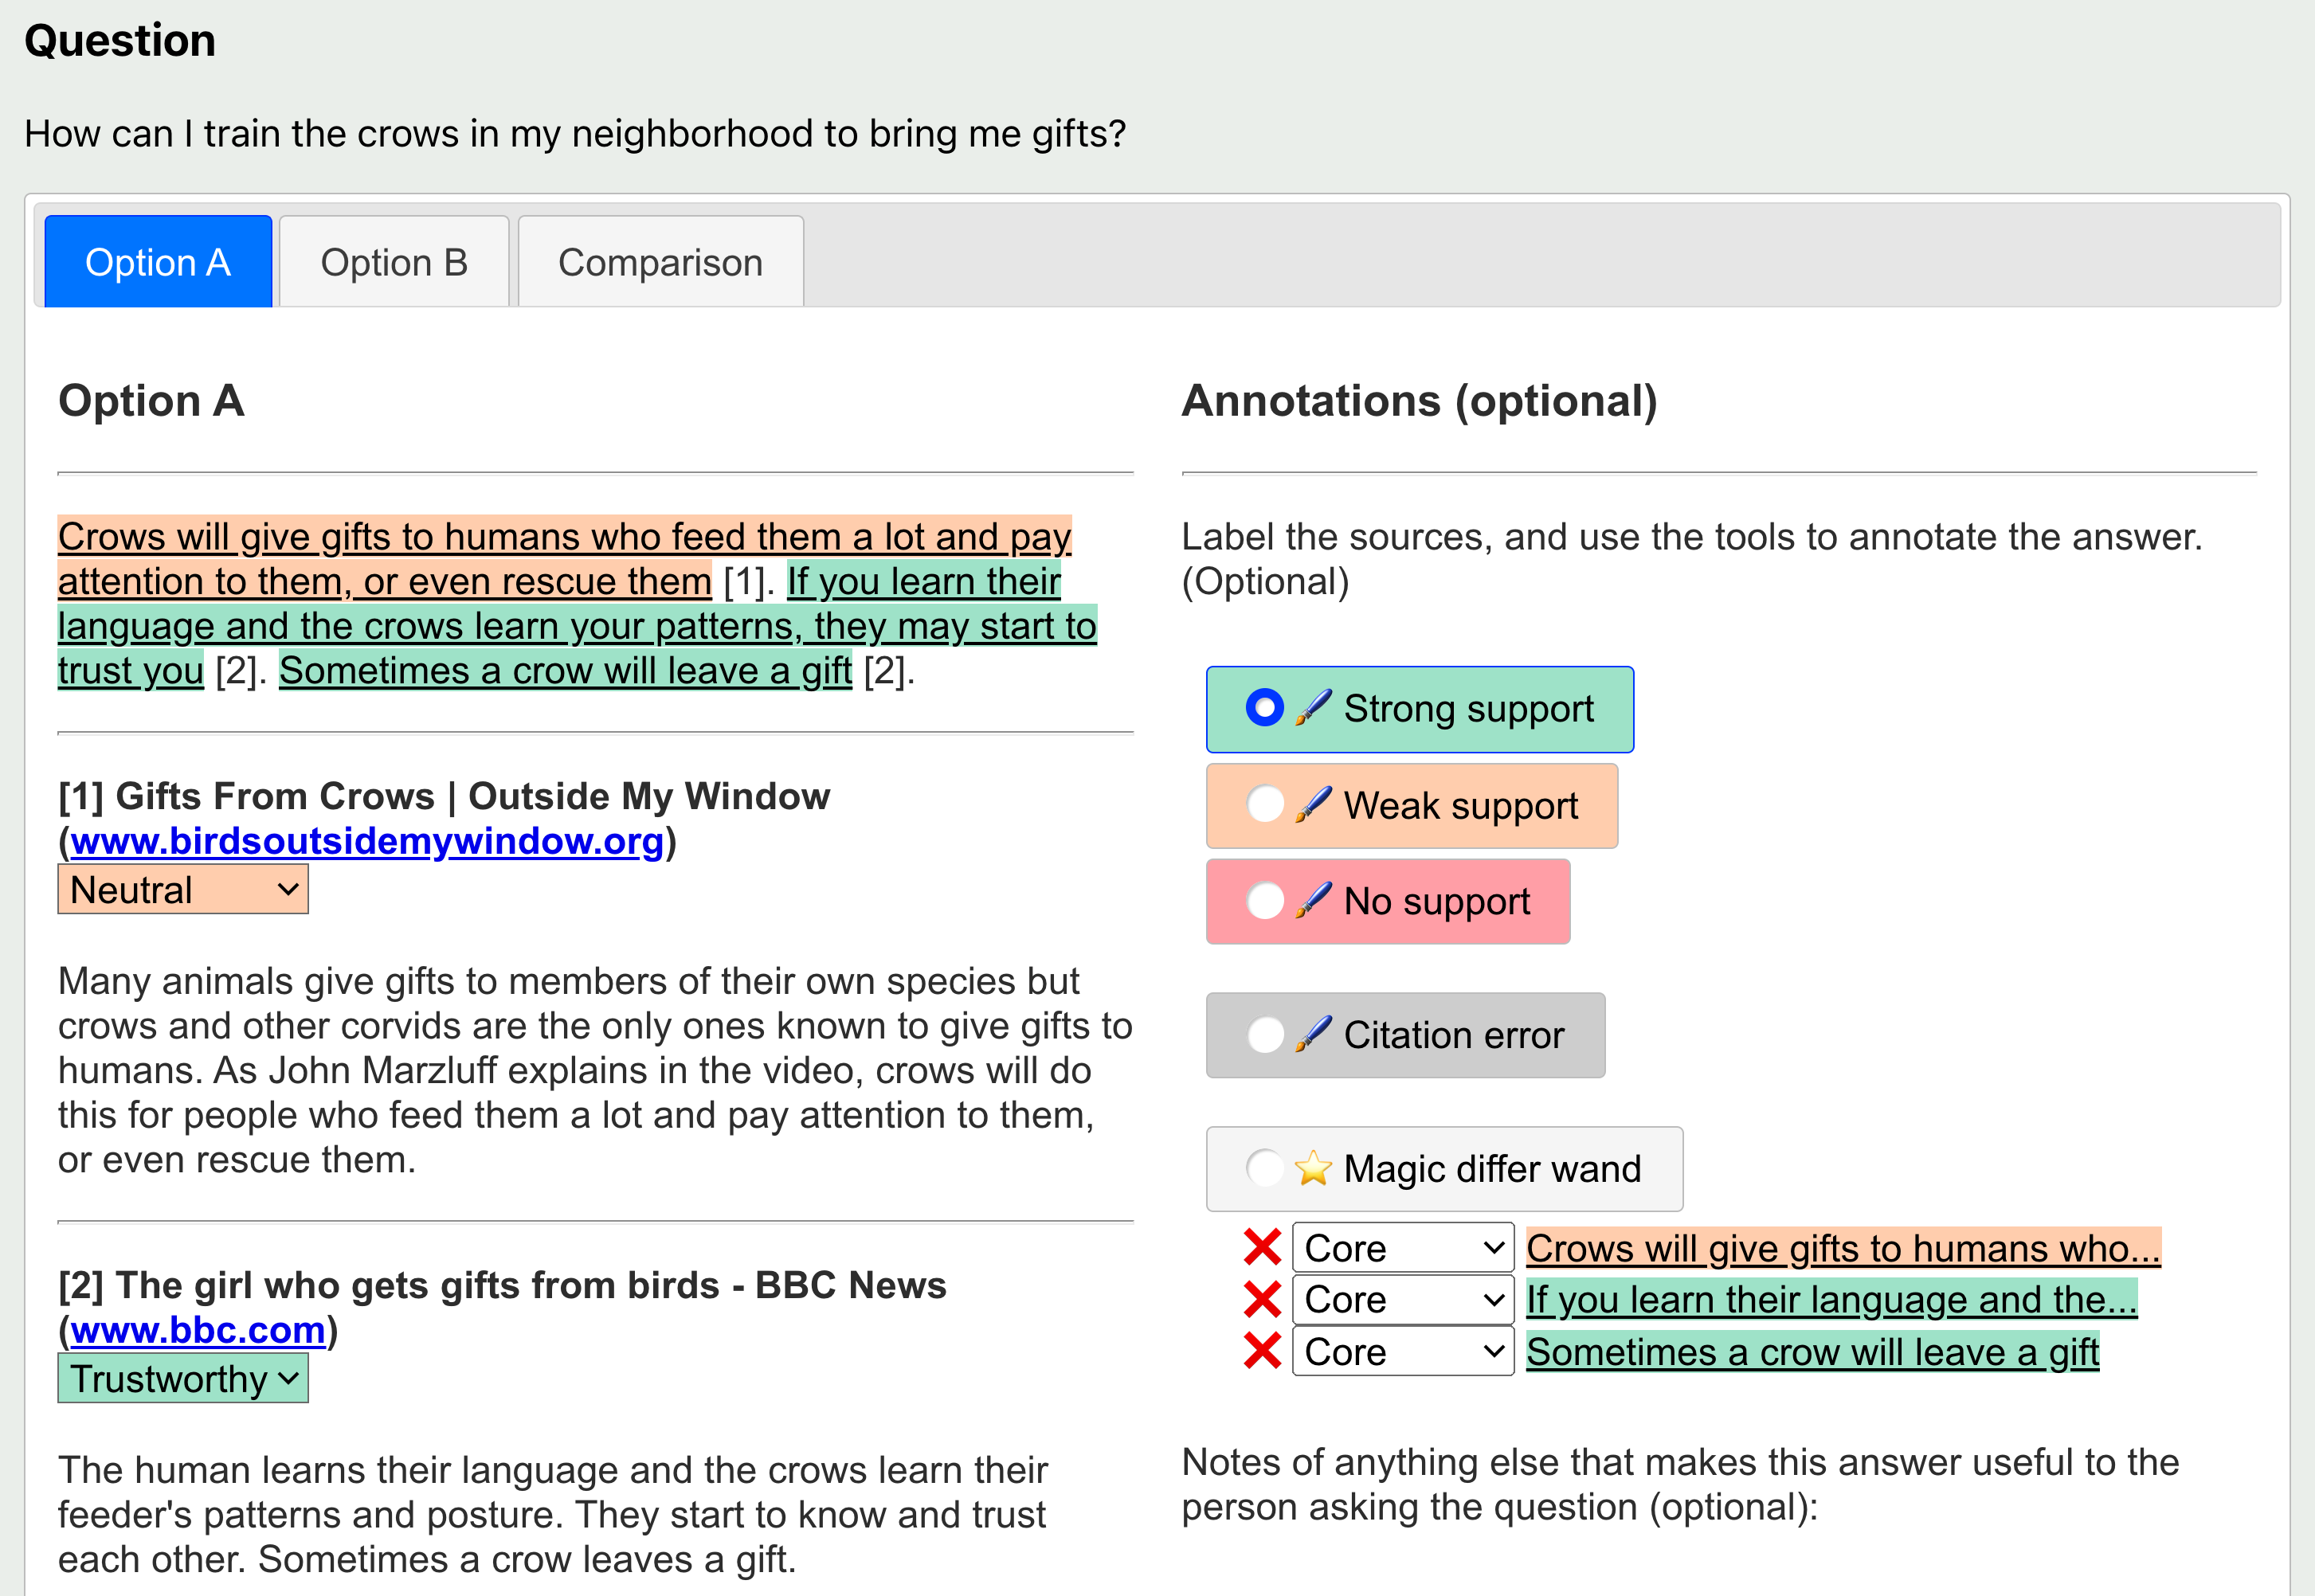 Question
How can I train the crows in my neighborhood to bring me gifts?
Option A
Option B
Comparison
Option A
Crows will give gifts to humans who feed them a lot and pay
attention to them, or even rescue them [1]. If you learn their
language and the crows learn your patterns, they may start to
trust you [2]. Sometimes a crow will leave a gift [2].
[1] Gifts From Crows | Outside My Window
(www.birdsoutsidemywindow.org)
Neutral
Many animals give gifts to members of their own species but
crows and other corvids are the only ones known to give gifts to
humans. As John Marzluff explains in the video, crows will do
this for people who feed them a lot and pay attention to them,
or even rescue them.
[2] The girl who gets gifts from birds - BBC News
(www.bbc.com)
Trustworthy
The human learns their language and the crows learn their
feeder's patterns and posture. They start to know and trust
each other. Sometimes a crow leaves a gift.
Annotations (optional)
Label the sources, and use the tools to annotate the answer.
(Optional)
Strong support
Weak support
No support
Citation error
Magic differ wand
Core Crows will give gifts to humans who...
Core If you learn their language and the...
Core Sometimes a crow will leave a gift
Notes of anything else that makes this answer useful to the
person asking the question (optional):